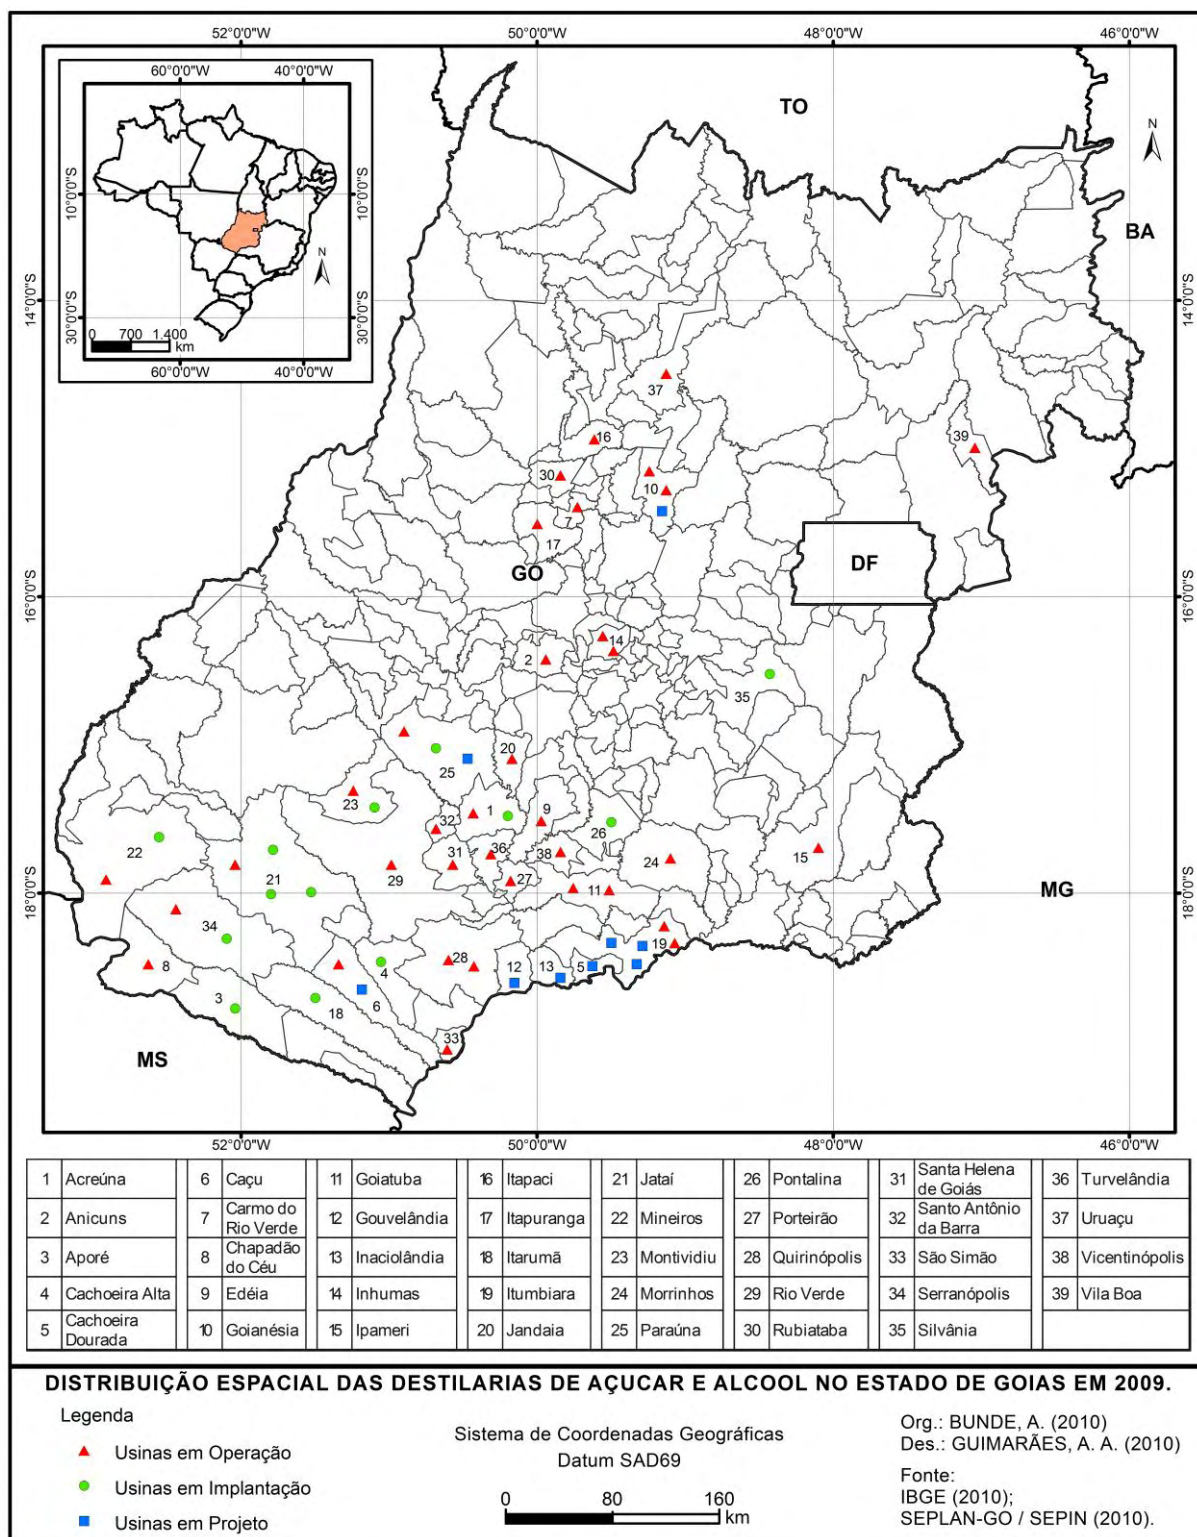 52°0'0"W 50°0'0"W 48°0'0"W 46°0'0"W
60°0'0"W 40°0'0"W
10°0'0"S 10°0'0"S
30°0'0"S 30°0'0"S
0 700 1.400
km
60°0'0"W 40°0'0"W
N
N
TO
BA
14°0'0"S 14°0'0"S
37
16
39
30
10
7
17
GO
DF
16°0'0"S 16°0'0"S
14
2
35
20
25
23
1
9
32
26
36
22
31
38
24
15
21
29
27
11
18°0'0"S 18°0'0"S
MG
34
19
28
8
4
12
13
5
3
18
6
33
MS
52°0'0"W 50°0'0"W 48°0'0"W 46°0'0"W
1 Acreúna 6 Caçu 11 Goiatuba 16 Itapaci 21 Jataí 26 Pontalina 31 Santa Helena de Goiás 36 Turvelândia
2 Anicuns 7 Carmo do Rio Verde 12 Gouvelândia 17 Itapuranga 22 Mineiros 27 Porteirão 32 Santo Antônio da Barra 37 Uruaçu
3 Aporé 8 Chapadão do Céu 13 Inaciolândia 18 Itarumã 23 Montividiu 28 Quirinópolis 33 São Simão 38 Vicentinópolis
4 Cachoeira Alta 9 Edéia 14 Inhumas 19 Itumbiara 24 Morrinhos 29 Rio Verde 34 Serranópolis 39 Vila Boa
5 Cachoeira Dourada 10 Goianésia 15 Ipameri 20 Jandaia 25 Paraúna 30 Rubiataba 35 Silvânia
DISTRIBUIÇÃO ESPACIAL DAS DESTILARIAS DE AÇUCAR E ALCOOL NO ESTADO DE GOIAS EM 2009.
Legenda
Usinas em Operação
Usinas em Implantação
Usinas em Projeto
Sistema de Coordenadas Geográficas
Datum SAD69
0 80 160
km
Org.: BUNDE, A. (2010)
Des.: GUIMARÃES, A. A. (2010)
Fonte:
IBGE (2010);
SEPLAN-GO / SEPIN (2010).